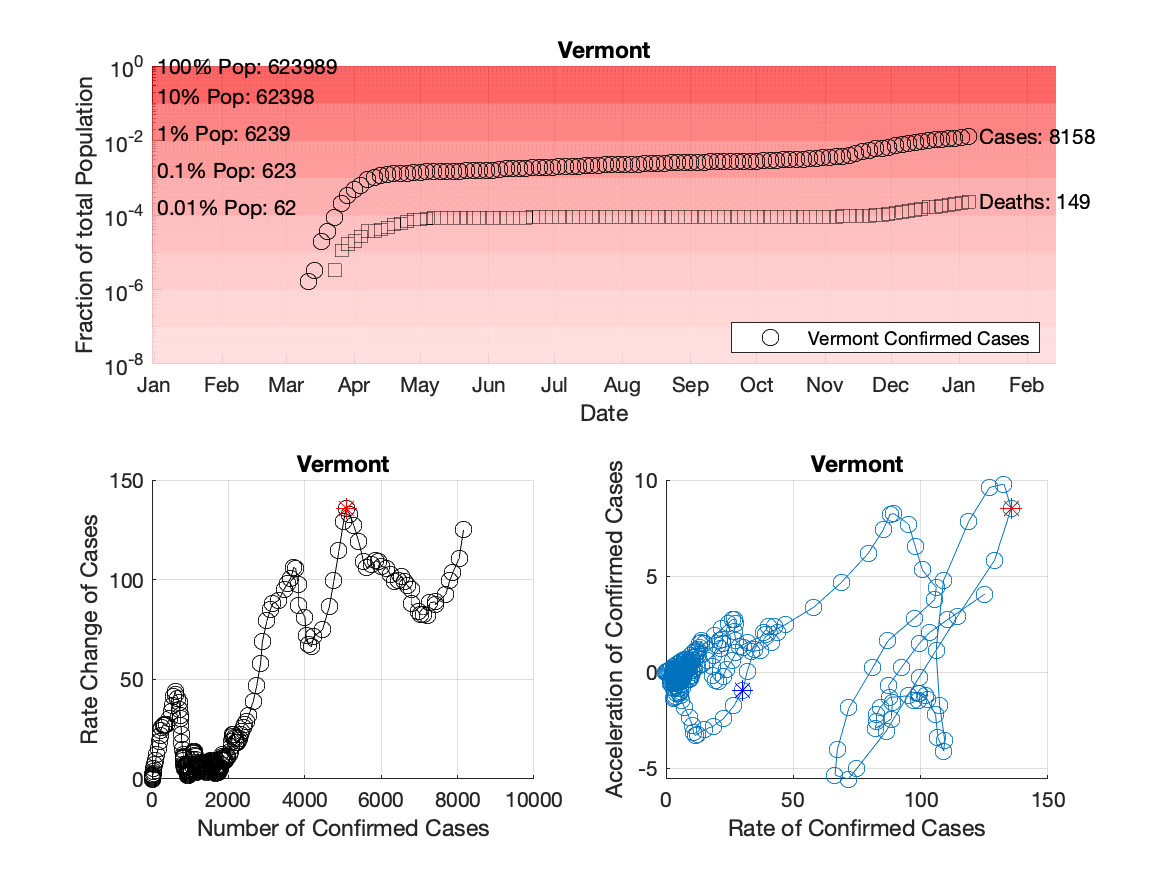 Vermont
Fraction of total Population
10^0
10^-2
10^-4
10^-6
10^-8
100% Pop: 623989
10% Pop: 62398
1% Pop: 6239
0.1% Pop: 623
0.01% Pop: 62
Cases: 8158
Deaths: 149
Vermont Confirmed Cases
Jan Feb Mar Apr May Jun Jul Aug Sep Oct Nov Dec Jan Feb
Date
Vermont
Rate Change of Cases
150
100
50
0
0 2000 4000 6000 8000 10000
Number of Confirmed Cases
Vermont
Acceleration of Confirmed Cases
10
5
0
-5
0 50 100 150
Rate of Confirmed Cases